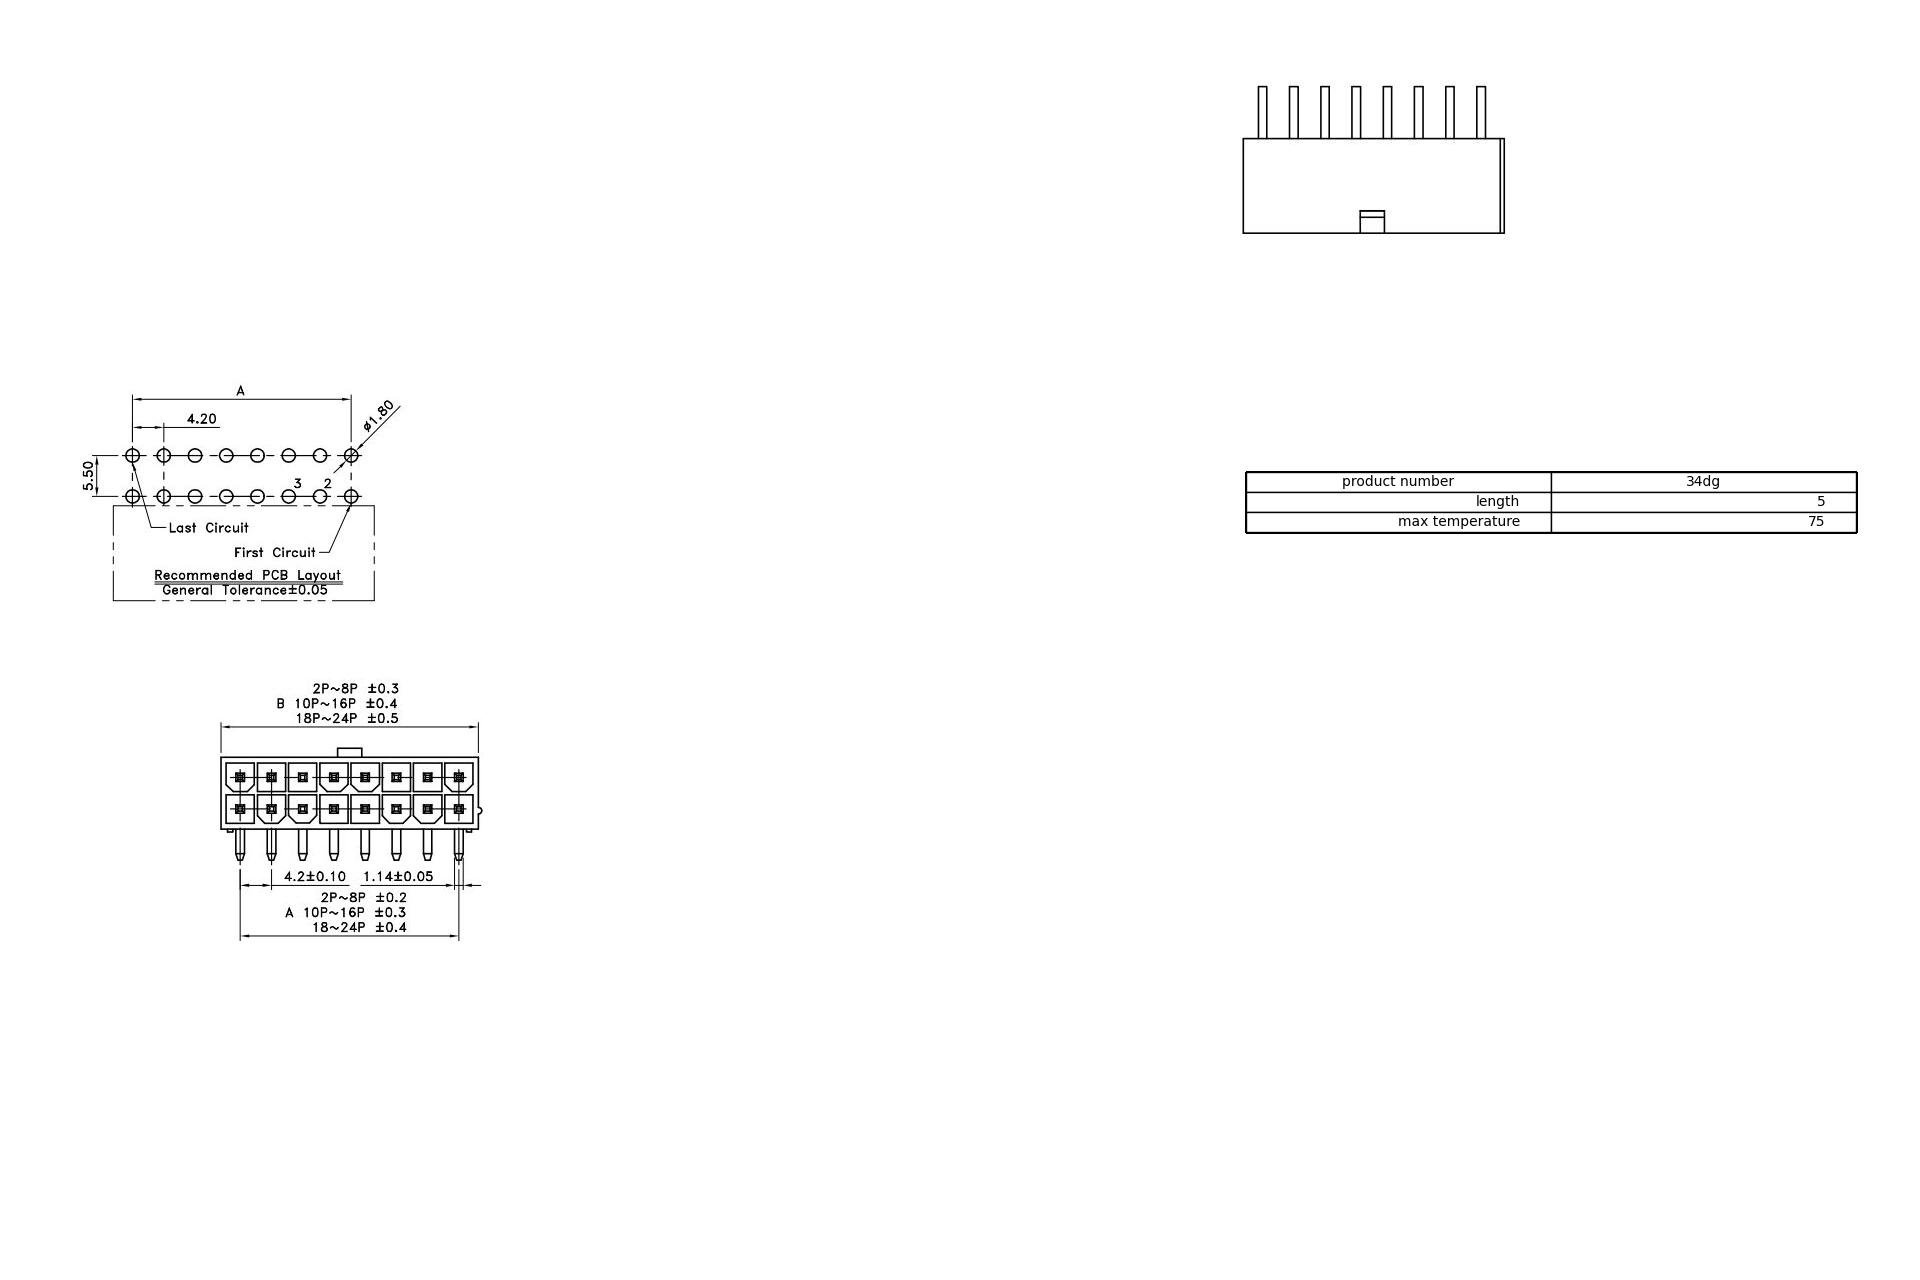 A
4.20
ø1.80
5.50
3 2
Last Circuit
First Circuit
Recommended PCB Layout
General Tolerance±0.05
product number 34dg
length 5
max temperature 75
2P~8P ±0.3
B 10P~16P ±0.4
18P~24P ±0.5
4.2±0.10 1.14±0.05
2P~8P ±0.2
A 10P~16P ±0.3
18~24P ±0.4